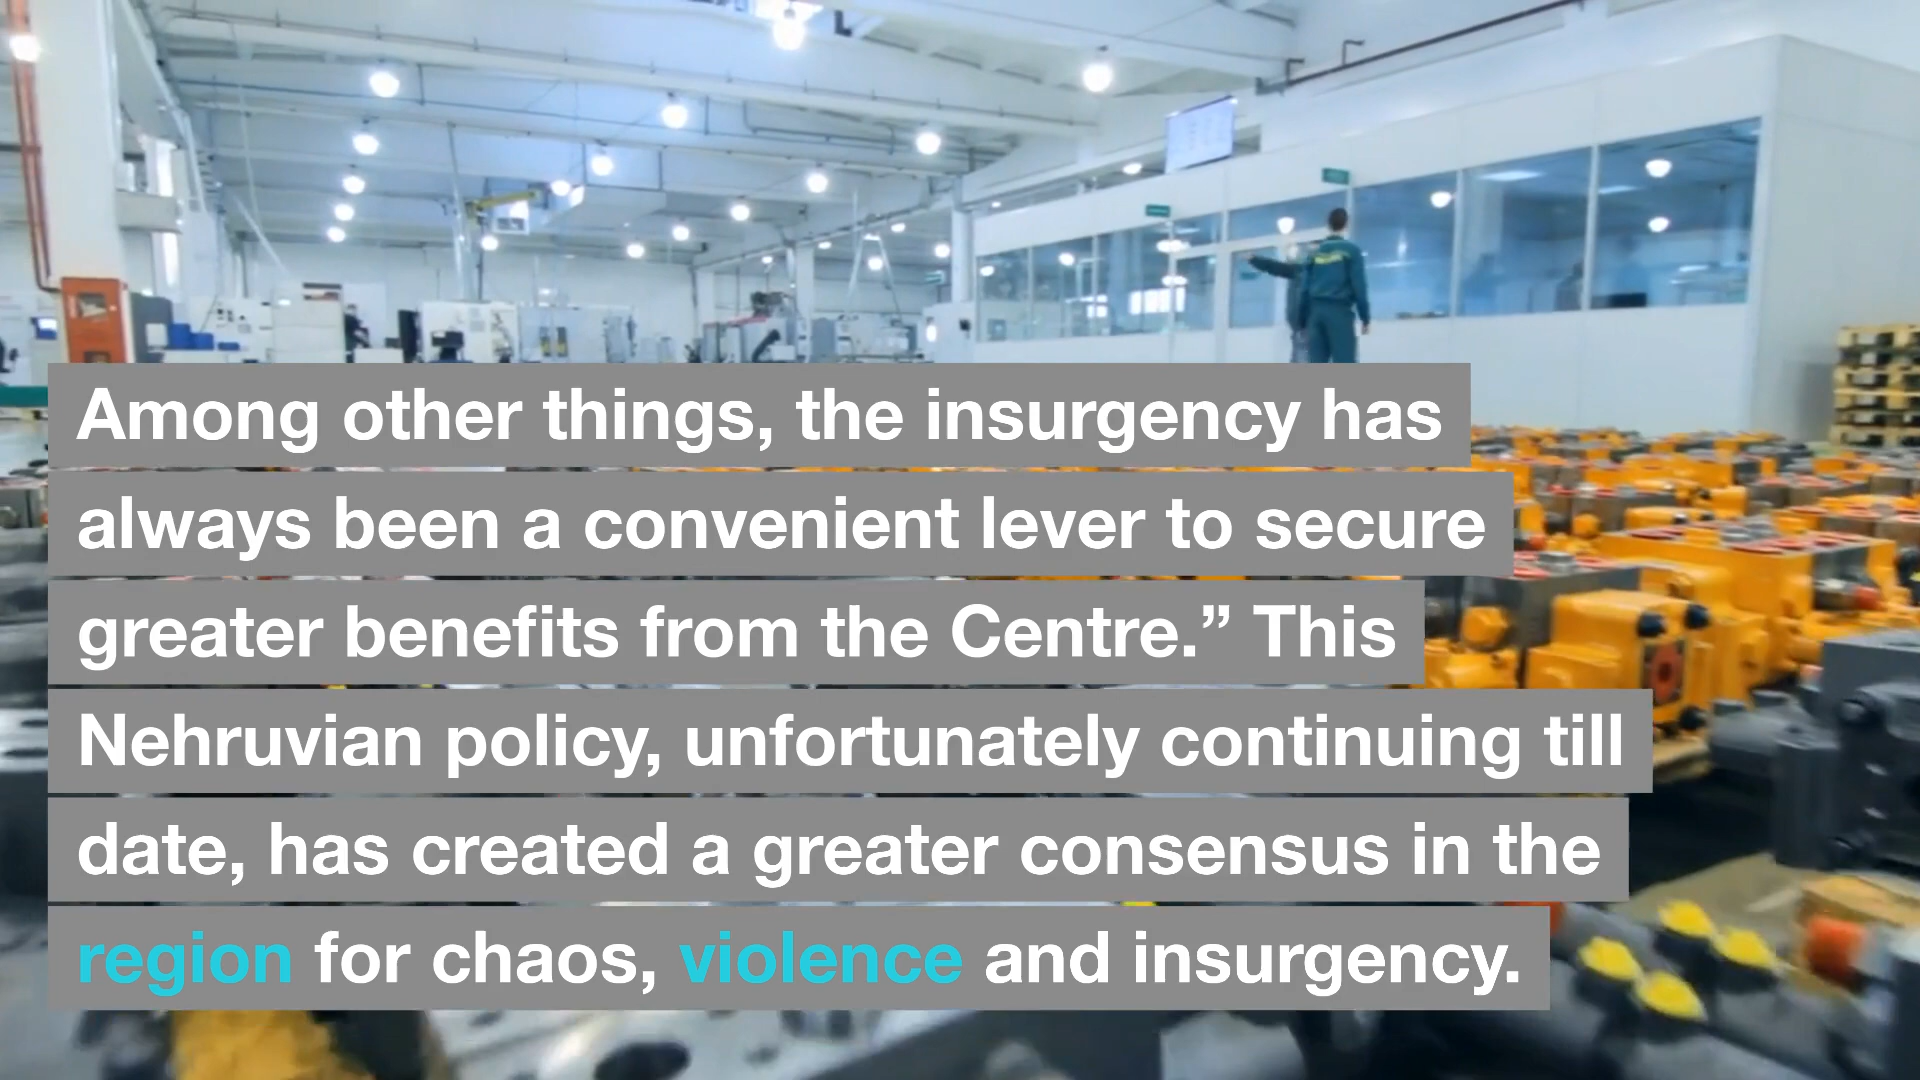 Among other things, the insurgency has
always been a convenient lever to secure
greater benefits from the Centre.” This
Nehruvian policy, unfortunately continuing till
date, has created a greater consensus in the
region for chaos, violence and insurgency.